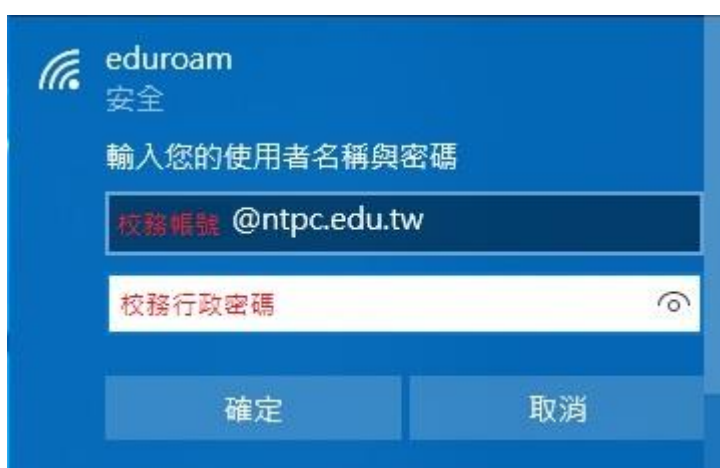 eduroam
安全
輸入您的使用者名稱與密碼
校務帳號 @ntpc.edu.tw
校務行政密碼
確定 取消